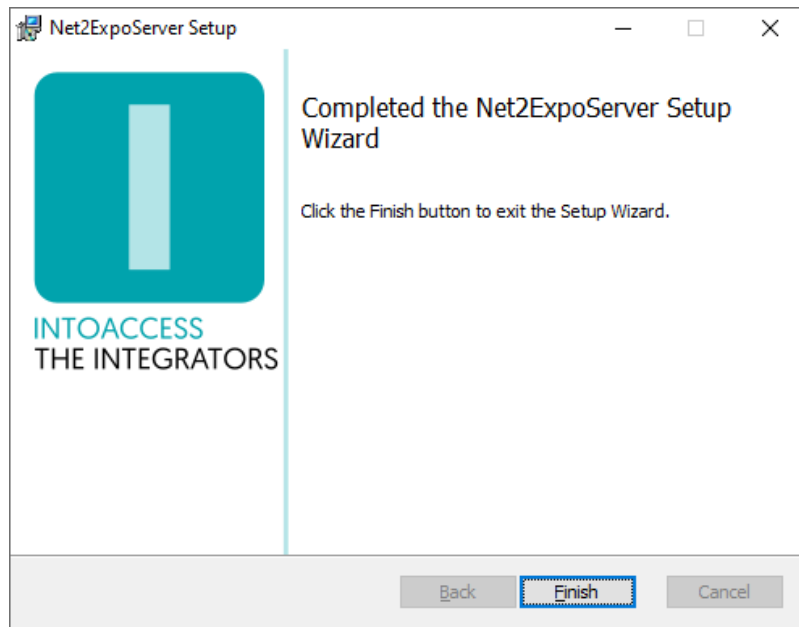 Net2ExpoServer Setup
INTOACCESS
THE INTEGRATORS
Completed the Net2ExpoServer Setup
Wizard
Click the Finish button to exit the Setup Wizard.
Back
Finish
Cancel